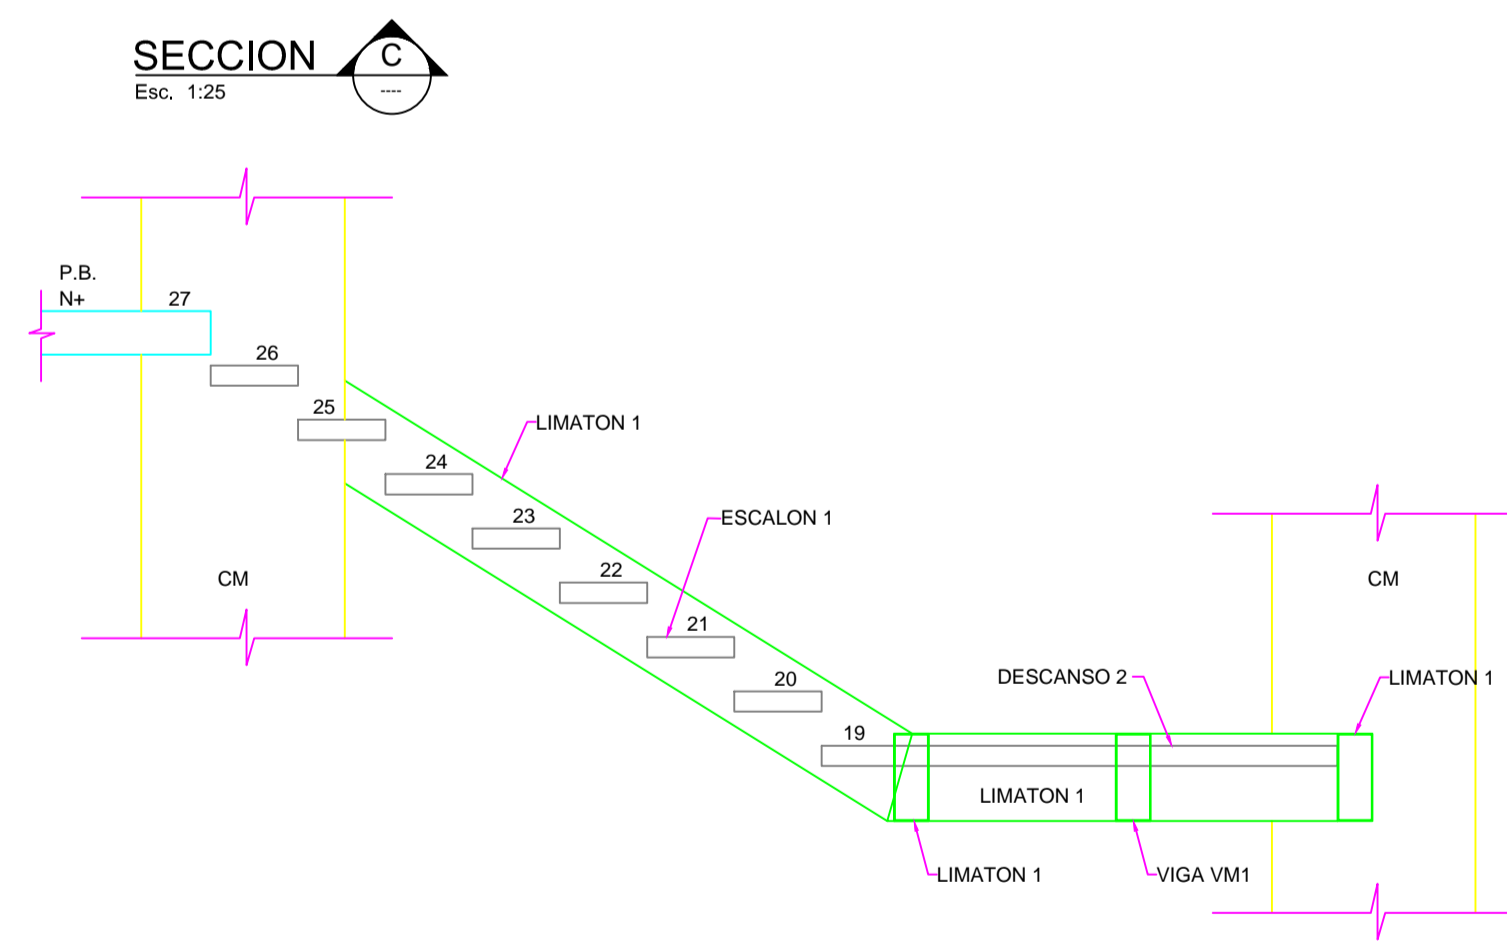 SECCION
C
Esc. 1:25
----
P.B.
N+
27
26
25
LIMATON 1
24
23
ESCALON 1
22
CM
CM
21
20
DESCANSO 2
LIMATON 1
19
LIMATON 1
LIMATON 1
VIGA VM1